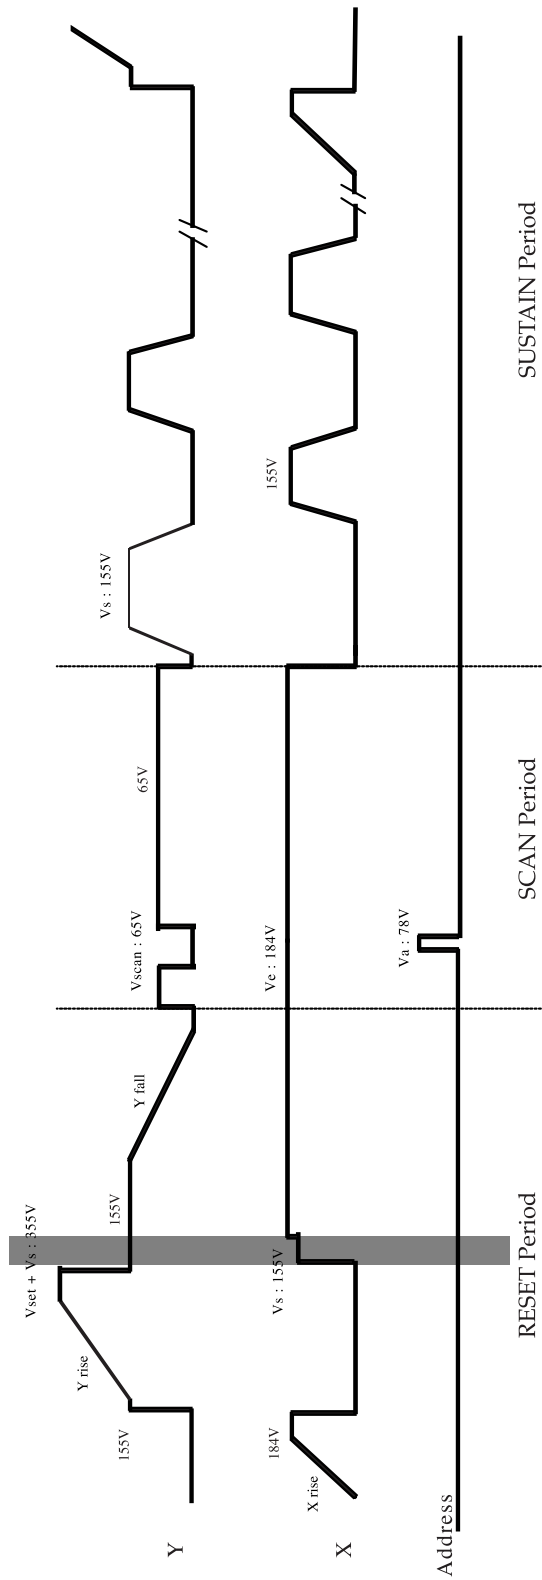 Y
155V
Y rise
Vset + Vs : 355V
155V
Y fall
Vscan : 65V
65V
Vs : 155V
X
X rise
184V
Vs : 155V
Ve : 184V
155V
Address
Va : 78V
RESET Period
SCAN Period
SUSTAIN Period